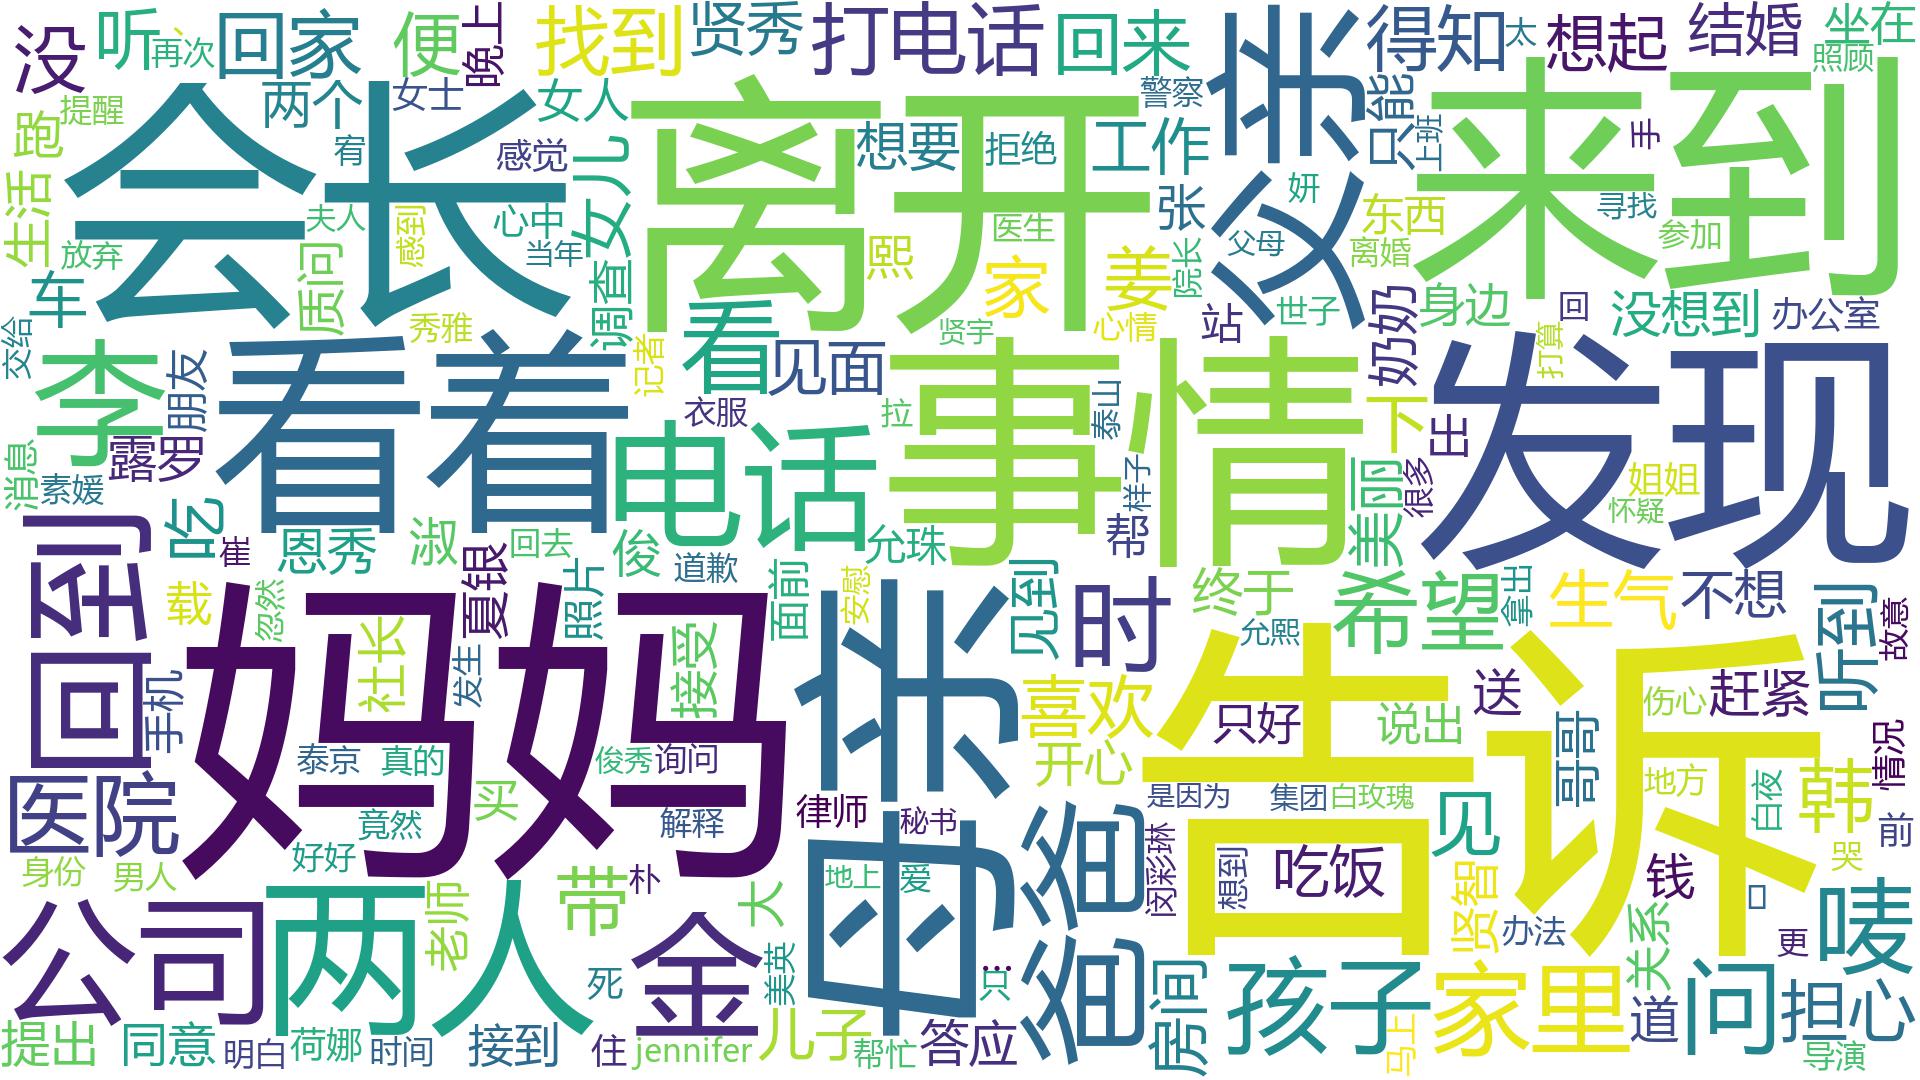 没
听
再次
回家
便
晚上
找到
贤秀
打电话
回来
父亲
得知
太
想起
结婚
坐在
照顾
跑
提醒
会长
两个
女士
女人
离开
想要
拒绝
警察
工作
只能
上班
来到
手
宥
感觉
女儿
生活
夫人
感到
心中
当年
放弃
质问
调查
熙
医生
家
姜
院长
张
妍
父母
东西
离婚
寻找
参加
车
秀雅
看
见面
贤宇
心情
站
世子
奶奶
身边
回
没想到
办公室
交给
李
朋友
看着
记者
衣服
电话
拉
事情
泰山
下
出
打算
发现
露罗
消息
素媛
样子
美丽
很多
姐姐
怀疑
吃
崔
恩秀
淑
回去
俊
道歉
允珠
帮
回到
载
忽然
夏银
照片
面前
安慰
见到
时
终于
允熙
希望
拿出
生气
不想
听到
故意
妈妈
社长
发生
接受
手机
母亲
喜欢
开心
告诉
只好
说出
送
哥哥
伤心
赶紧
情况
医院
泰京
真的
俊秀
询问
买
竟然
解释
律师
秘书
是因为
集团
白玫瑰
见
地方
白夜
韩
前
身份
男人
好好
两人
老师
带
朴
大
地上
爱
爸爸
闵彩琳
想到
吃饭
贤智
钱
口
哭
公司
金
美英
死
...
只
房间
孩子
办法
家里
关系
更
唛
问
道
担心
提出
同意
明白
荷娜
时间
接到
住
jennifer
儿子
帮忙
答应
马上
导演